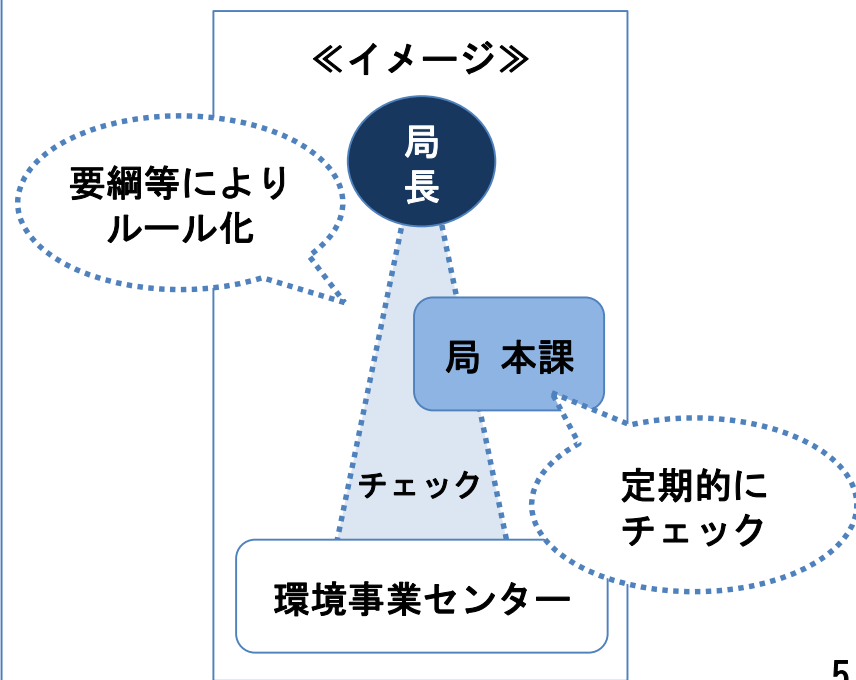 ≪イメージ≫
局
長
要綱等により
ルール化
局 本課
チェック
定期的に
チェック
環境事業センター
5